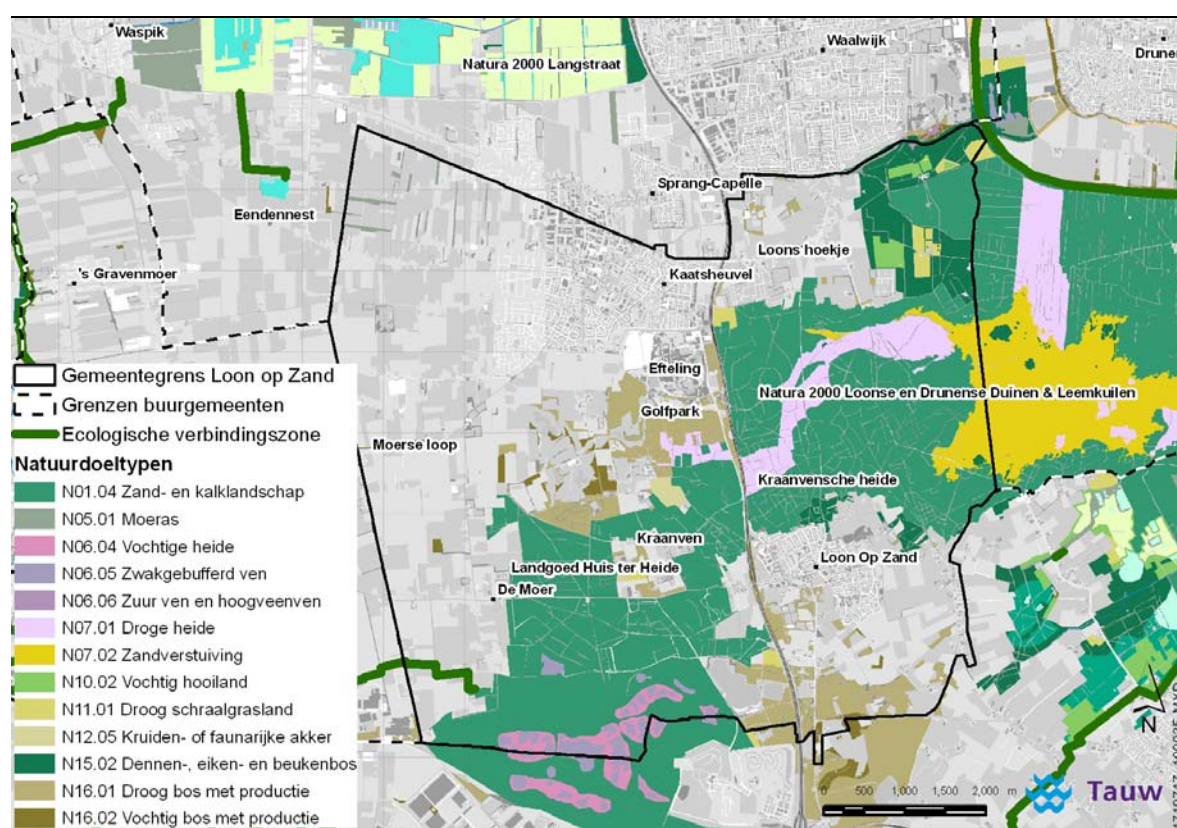 Waspik
Natura 2000 Langstraat
Waalwijk
Sprang-Capelle
Eendennest
Loons hoekje
's Gravenmoer
Kaatsheuvel
Efteling
Natura 2000 Loonse en Drunense Duinen & Leemkuilen
Golfpark
Moerse loop
Kraanvensche heide
Kraanven
Loon Op Zand
Landgoed Huis ter Heide
De Moer
Gemeentegrens Loon op Zand
Grenzen buurgemeenten
Ecologische verbindingszone
Natuurdoeltypen
N01.04 Zand- en kalklandschap
N05.01 Moeras
N06.04 Vochtige heide
N06.05 Zwakgebufferd ven
N06.06 Zuur ven en hoogveenven
N07.01 Droge heide
N07.02 Zandverstuiving
N10.02 Vochtig hooiland
N11.01 Droog schraalgrasland
N12.05 Kruiden- of faunarijke akker
N15.02 Dennen-, eiken- en beukenbos
N16.01 Droog bos met productie
N16.02 Vochtig bos met productie
N
0 500 1,000 1,500 2,000 m
Tauw